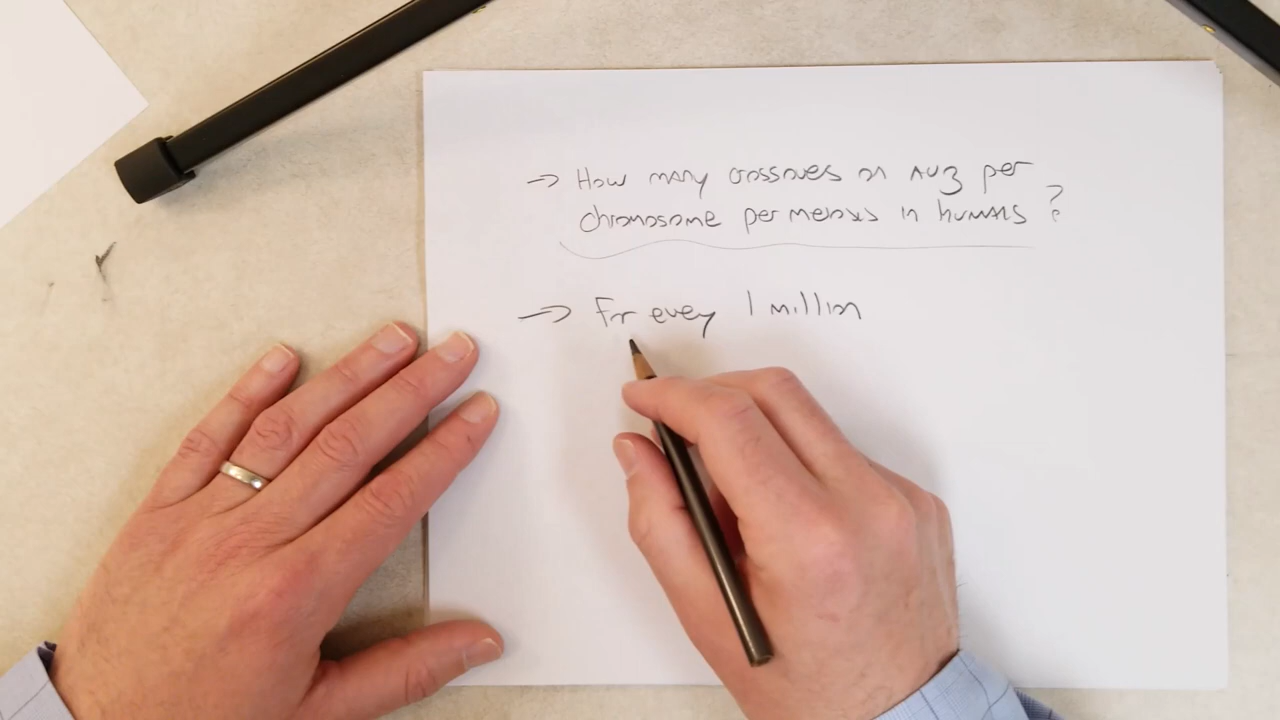 → How many crossovers on AVG per
chromosome per meiosis in humans ?
→ For every 1 million